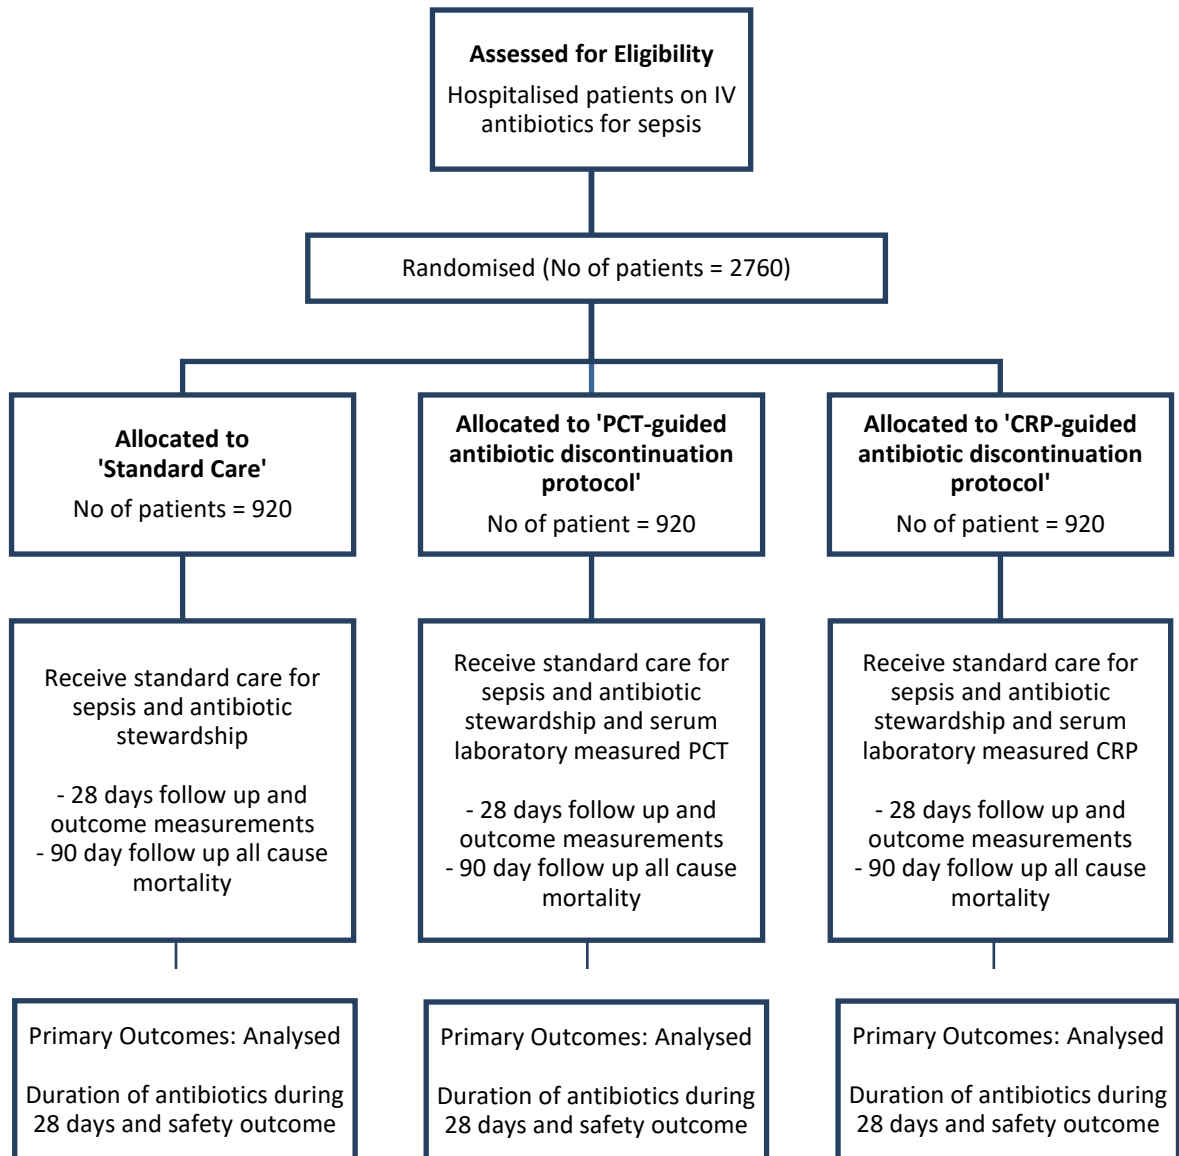 Assessed for Eligibility
Hospitalised patients on IV
antibiotics for sepsis
Randomised (No of patients = 2760)
Allocated to
'Standard Care'
No of patients = 920
Allocated to 'PCT-guided
antibiotic discontinuation
protocol'
No of patient = 920
Allocated to 'CRP-guided
antibiotic discontinuation
protocol'
No of patient = 920
Receive standard care for
sepsis and antibiotic
stewardship
- 28 days follow up and
outcome measurements
- 90 day follow up all cause
mortality
Receive standard care for
sepsis and antibiotic
stewardship and serum
laboratory measured PCT
- 28 days follow up and
outcome measurements
- 90 day follow up all cause
mortality
Receive standard care for
sepsis and antibiotic
stewardship and serum
laboratory measured CRP
- 28 days follow up and
outcome measurements
- 90 day follow up all cause
mortality
Primary Outcomes: Analysed
Duration of antibiotics during
28 days and safety outcome
Primary Outcomes: Analysed
Duration of antibiotics during
28 days and safety outcome
Primary Outcomes: Analysed
Duration of antibiotics during
28 days and safety outcome